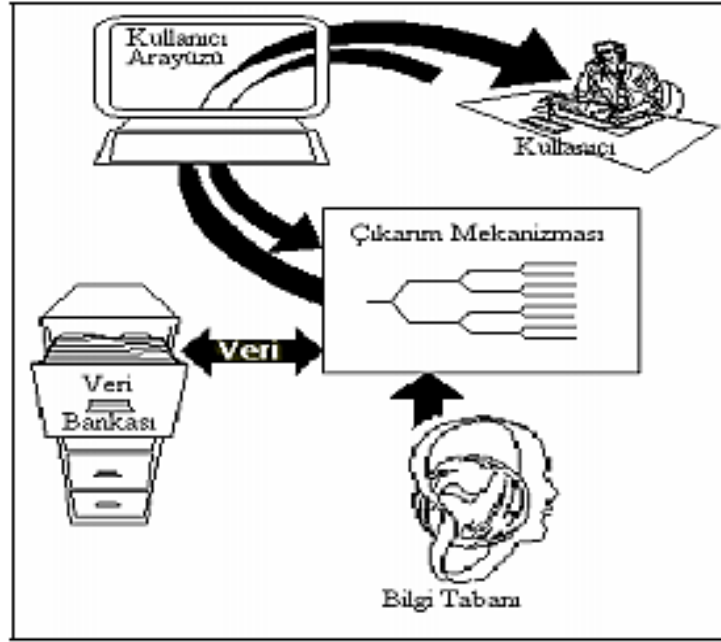 Kullanıcı
Arayüzü
Kullanıcı
Çıkarım Mekanizması
Veri
Veri
Bankası
Bilgi Tabanı